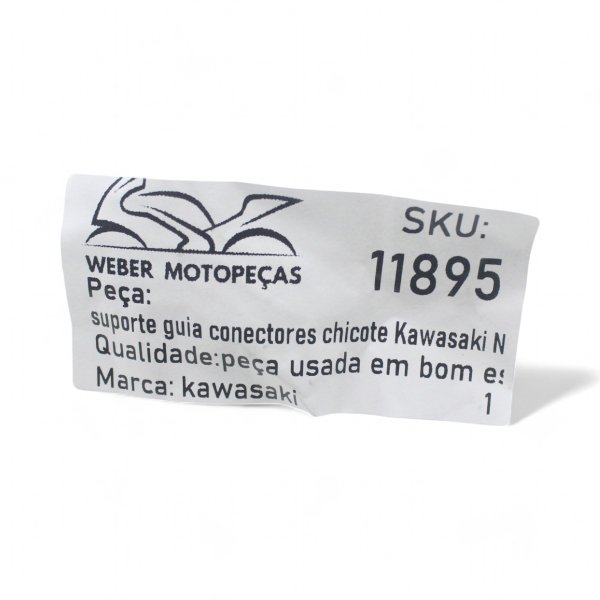 WEBER MOTOPEÇAS
SKU:
11895
Peça:
suporte guia conectores chicote Kawasaki N
Qualidade:peça usada em bom es
Marca: kawasaki
1